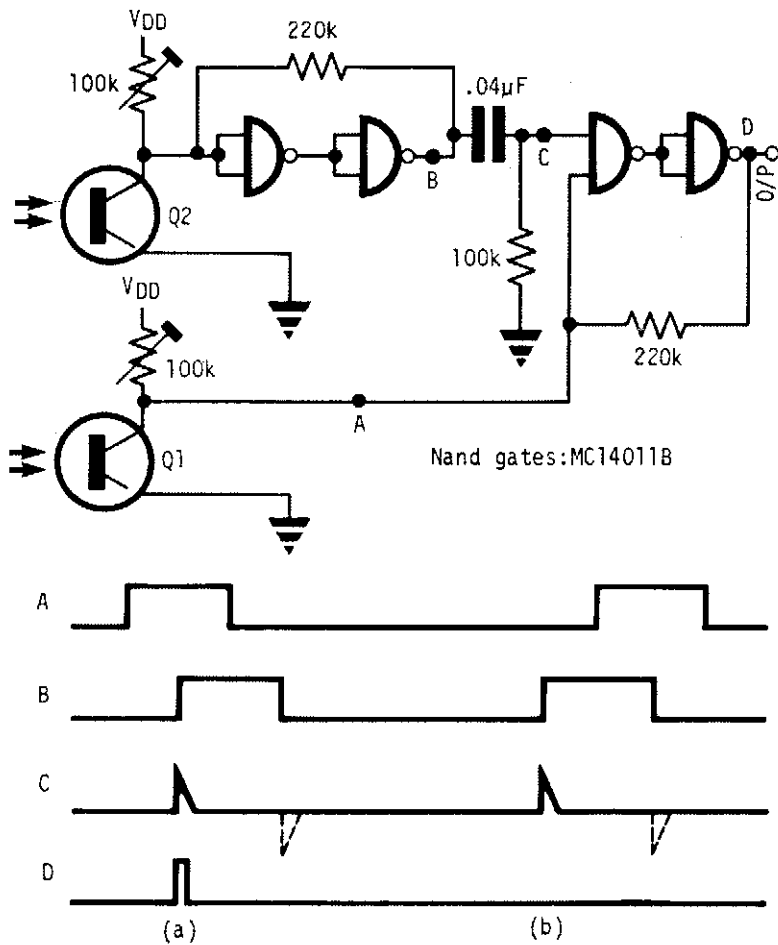 VDD
220k
100k
.04µF
D
C
B
O/P
Q2
100k
VDD
220k
100k
A
Q1
Nand gates:MC14011B
A
B
C
D
(a)
(b)